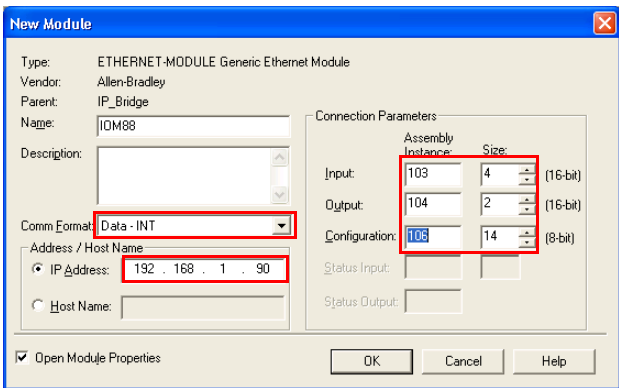 New Module
Type: ETHERNET-MODULE Generic Ethernet Module
Vendor: Allen-Bradley
Parent: IP_Bridge
Name: IOM88
Description:
Comm Format: Data - INT
Address / Host Name
IP Address: 192 . 168 . 1 . 90
Host Name:
Connection Parameters
Assembly
Instance: Size:
Input: 103 4 (16-bit)
Output: 104 2 (16-bit)
Configuration: 106 14 (8-bit)
Status Input:
Status Output:
Open Module Properties
OK Cancel Help